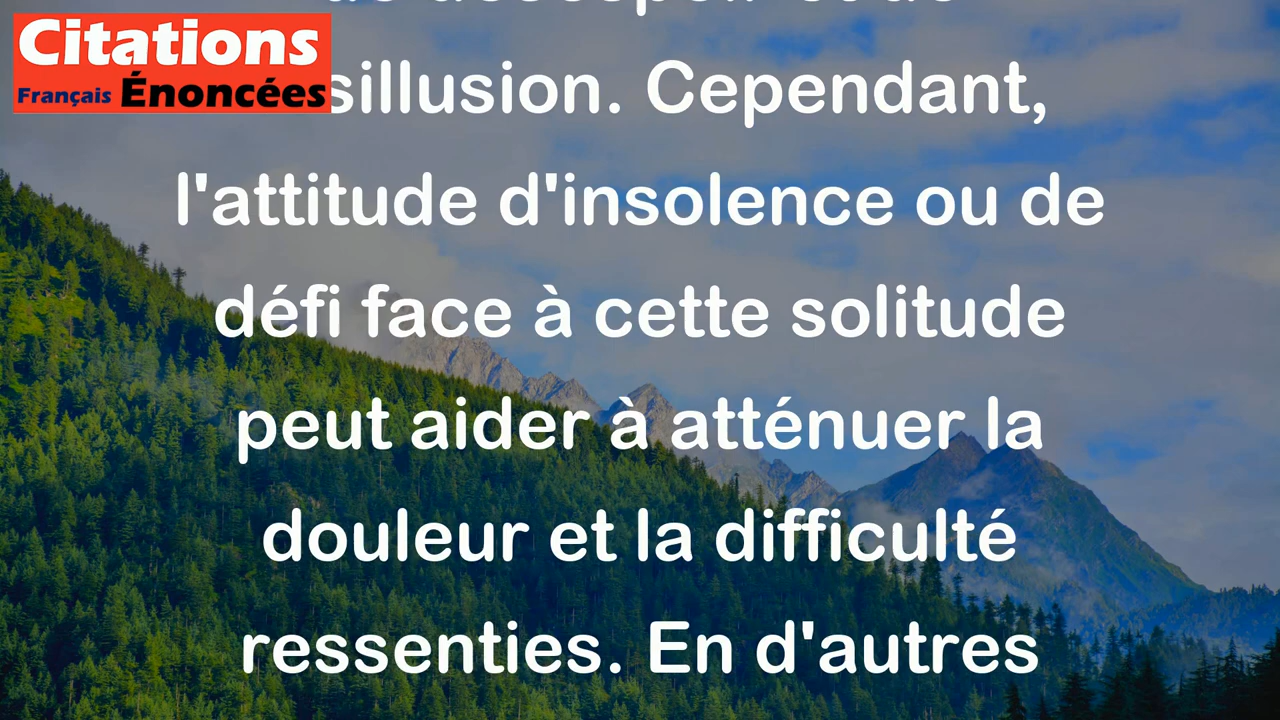 Citations
Français Énoncées
sillusion. Cependant,
l'attitude d'insolence ou de
défi face à cette solitude
peut aider à atténuer la
douleur et la difficulté
ressenties. En d'autres